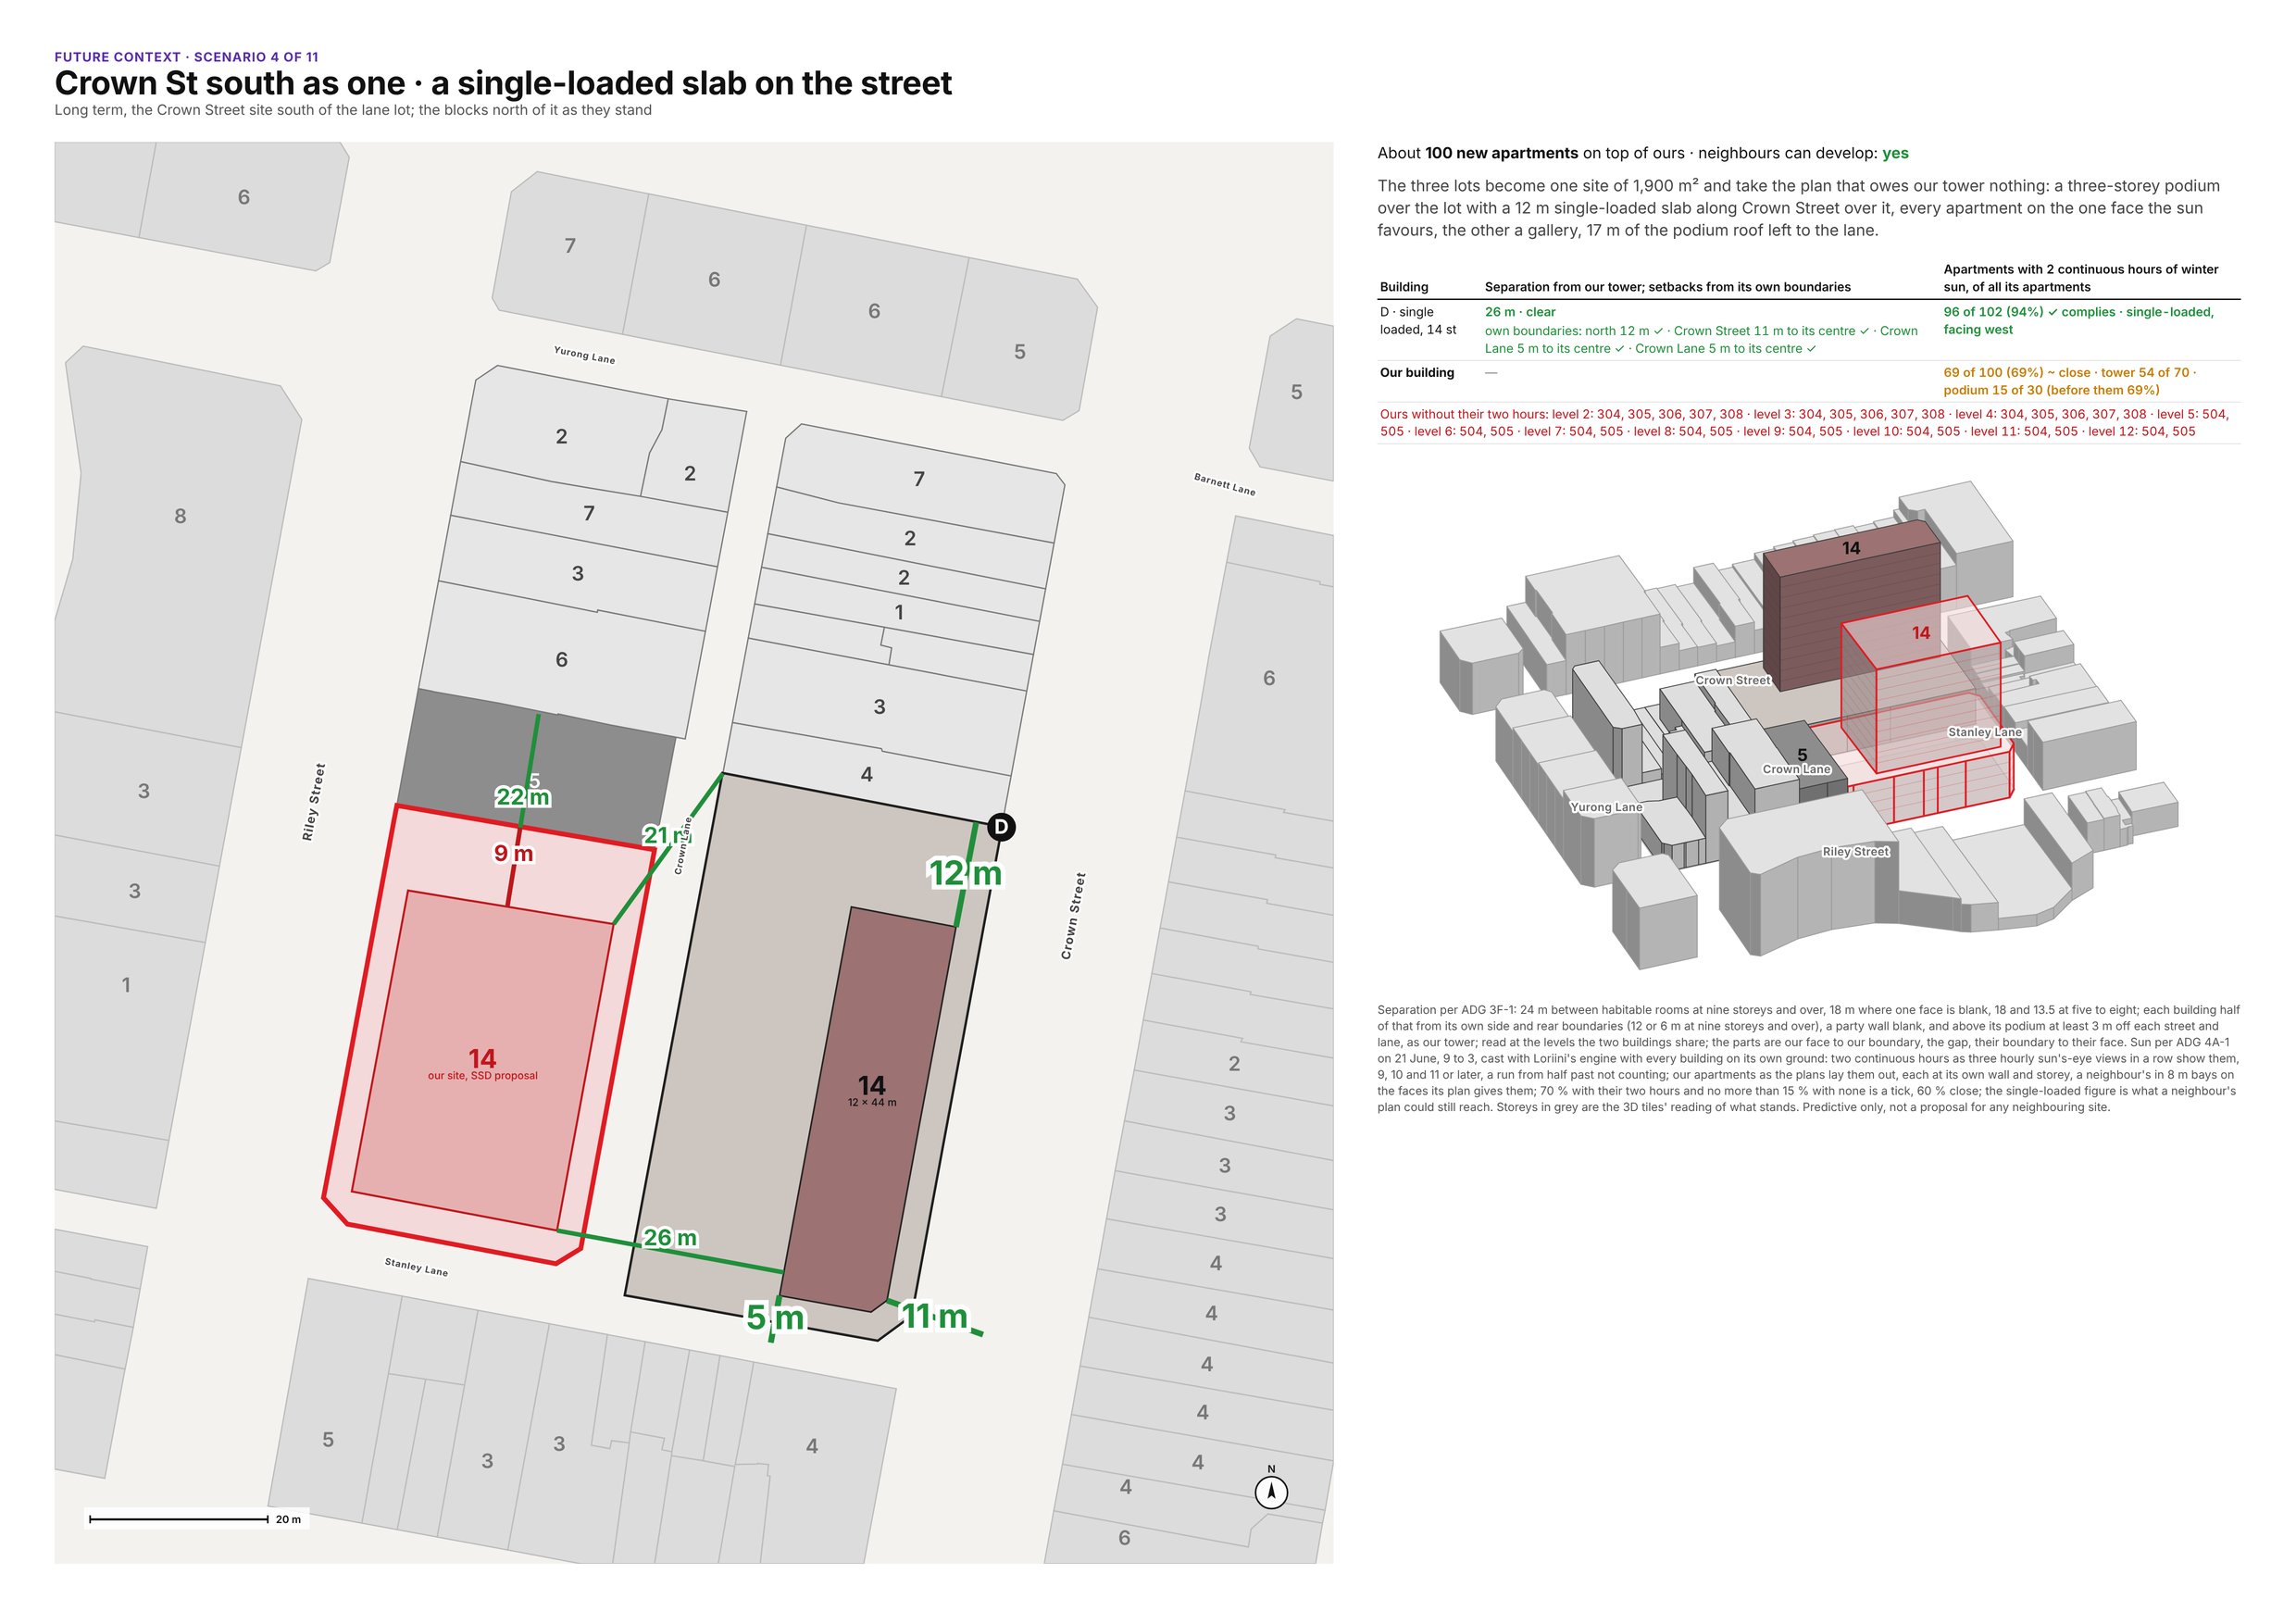 FUTURE CONTEXT · SCENARIO 4 OF 11
Crown St south as one · a single-loaded slab on the street
Long term, the Crown Street site south of the lane lot; the blocks north of it as they stand
6
7
6
6
5
5
Yurong Lane
2
2
7
3
6
8
7
2
2
1
3
4
Barnett Lane
6
Riley Street
3
3
1
5
22 m
9 m
21 m
Crown Lane
D
12 m
Crown Street
14
our site, SSD proposal
14
12 × 44 m
26 m
5 m
11 m
Stanley Lane
2
3
3
3
4
4
4
4
4
4
6
5
3
3
4
N
20 m
About 100 new apartments on top of ours · neighbours can develop: yes
The three lots become one site of 1,900 m² and take the plan that owes our tower nothing: a three-storey podium
over the lot with a 12 m single-loaded slab along Crown Street over it, every apartment on the one face the sun
favours, the other a gallery, 17 m of the podium roof left to the lane.
Building
Separation from our tower; setbacks from its own boundaries
Apartments with 2 continuous hours of winter
sun, of all its apartments
D · single
loaded, 14 st
26 m · clear
own boundaries: north 12 m ✓ · Crown Street 11 m to its centre ✓ · Crown
Lane 5 m to its centre ✓ · Crown Lane 5 m to its centre ✓
96 of 102 (94%) ✓ complies · single-loaded,
facing west
Our building
—
69 of 100 (69%) ~ close · tower 54 of 70 ·
podium 15 of 30 (before them 69%)
Ours without their two hours: level 2: 304, 305, 306, 307, 308 · level 3: 304, 305, 306, 307, 308 · level 4: 304, 305, 306, 307, 308 · level 5: 504,
505 · level 6: 504, 505 · level 7: 504, 505 · level 8: 504, 505 · level 9: 504, 505 · level 10: 504, 505 · level 11: 504, 505 · level 12: 504, 505
14
14
Crown Street
Stanley Lane
5
Crown Lane
Yurong Lane
Riley Street
Separation per ADG 3F-1: 24 m between habitable rooms at nine storeys and over, 18 m where one face is blank, 18 and 13.5 at five to eight; each building half
of that from its own side and rear boundaries (12 or 6 m at nine storeys and over), a party wall blank, and above its podium at least 3 m off each street and
lane, as our tower; read at the levels the two buildings share; the parts are our face to our boundary, the gap, their boundary to their face. Sun per ADG 4A-1
on 21 June, 9 to 3, cast with Loriini's engine with every building on its own ground: two continuous hours as three hourly sun's-eye views in a row show them,
9, 10 and 11 or later, a run from half past not counting; our apartments as the plans lay them out, each at its own wall and storey, a neighbour's in 8 m bays on
the faces its plan gives them; 70 % with their two hours and no more than 15 % with none is a tick, 60 % close; the single-loaded figure is what a neighbour's
plan could still reach. Storeys in grey are the 3D tiles' reading of what stands. Predictive only, not a proposal for any neighbouring site.